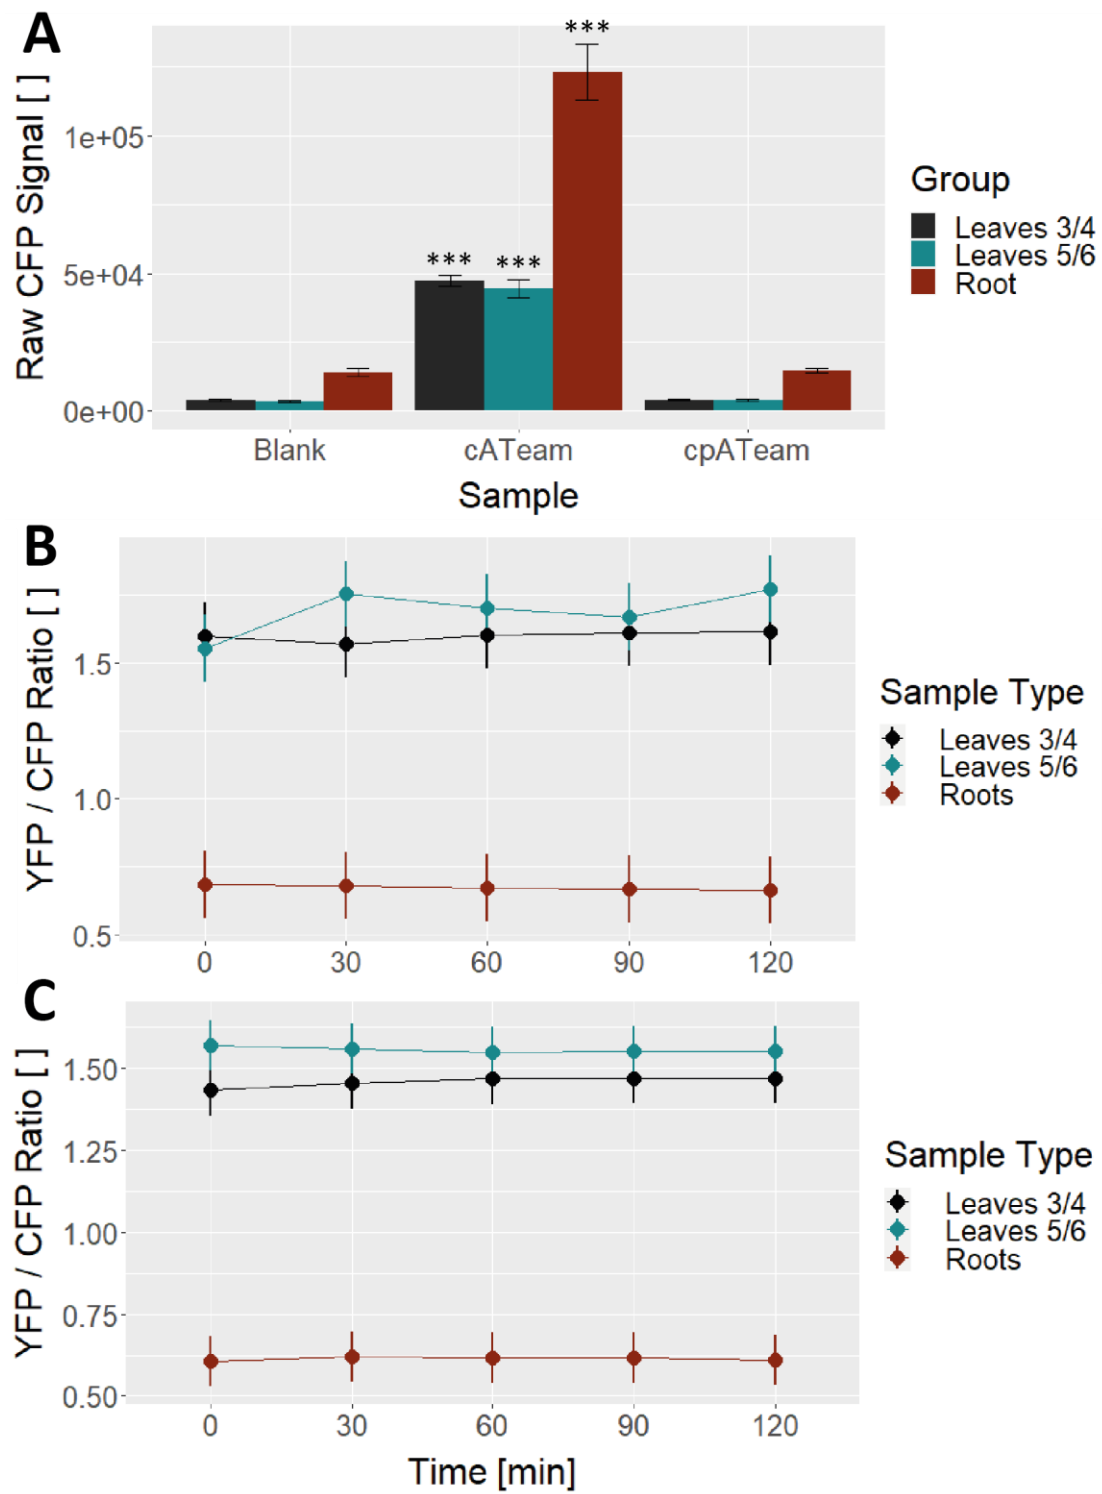 A
Raw CFP Signal [ ]
1e+05
5e+04
0e+00
***
***
***
Blank
cATeam
cpATeam
Sample
Group
Leaves 3/4
Leaves 5/6
Root
B
YFP / CFP Ratio [ ]
1.5
1.0
0.5
0
30
60
90
120
Sample Type
Leaves 3/4
Leaves 5/6
Roots
C
YFP / CFP Ratio [ ]
1.50
1.25
1.00
0.75
0.50
0
30
60
90
120
Time [min]
Sample Type
Leaves 3/4
Leaves 5/6
Roots